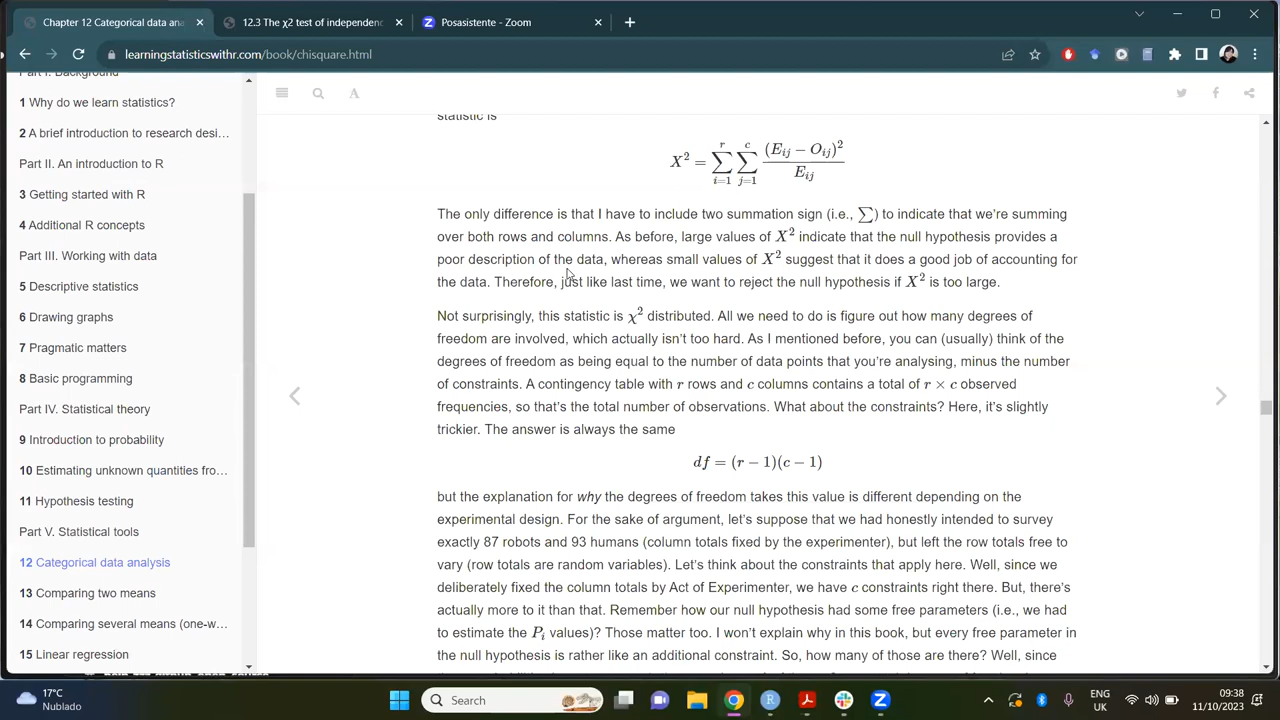 Chapter 12 Categorical data ana
12.3 The χ2 test of independenc
Posasistente - Zoom
learningstatisticswithr.com/book/chisquare.html
Part I. Background
1 Why do we learn statistics?
2 A brief introduction to research desi...
Part II. An introduction to R
3 Getting started with R
4 Additional R concepts
Part III. Working with data
5 Descriptive statistics
6 Drawing graphs
7 Pragmatic matters
8 Basic programming
Part IV. Statistical theory
9 Introduction to probability
10 Estimating unknown quantities fro...
11 Hypothesis testing
Part V. Statistical tools
12 Categorical data analysis
13 Comparing two means
14 Comparing several means (one-w...
15 Linear regression
A
statistic is
X² = ∑_{i=1}^{r} ∑_{j=1}^{c} (E_{ij} − O_{ij})² / E_{ij}
The only difference is that I have to include two summation sign (i.e., ∑) to indicate that we're summing
over both rows and columns. As before, large values of X² indicate that the null hypothesis provides a
poor description of the data, whereas small values of X² suggest that it does a good job of accounting for
the data. Therefore, just like last time, we want to reject the null hypothesis if X² is too large.
Not surprisingly, this statistic is χ² distributed. All we need to do is figure out how many degrees of
freedom are involved, which actually isn't too hard. As I mentioned before, you can (usually) think of the
degrees of freedom as being equal to the number of data points that you're analysing, minus the number
of constraints. A contingency table with r rows and c columns contains a total of r × c observed
frequencies, so that's the total number of observations. What about the constraints? Here, it's slightly
trickier. The answer is always the same
df = (r − 1)(c − 1)
but the explanation for why the degrees of freedom takes this value is different depending on the
experimental design. For the sake of argument, let's suppose that we had honestly intended to survey
exactly 87 robots and 93 humans (column totals fixed by the experimenter), but left the row totals free to
vary (row totals are random variables). Let's think about the constraints that apply here. Well, since we
deliberately fixed the column totals by Act of Experimenter, we have c constraints right there. But, there's
actually more to it than that. Remember how our null hypothesis had some free parameters (i.e., we had
to estimate the P_i values)? Those matter too. I won't explain why in this book, but every free parameter in
the null hypothesis is rather like an additional constraint. So, how many of those are there? Well, since
17°C
Nublado
Search
ENG
UK
09:38
11/10/2023